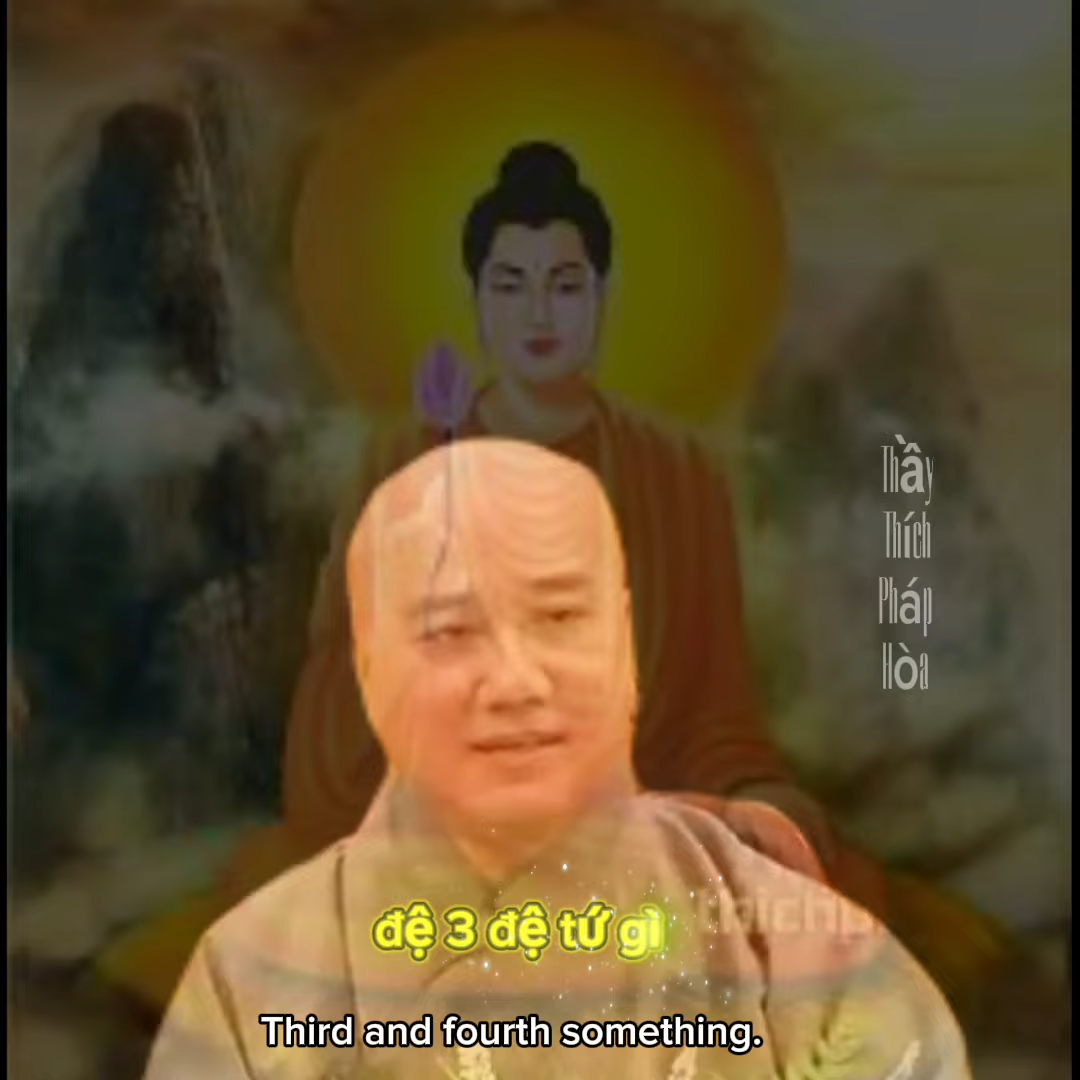 Thầy
Thích
Pháp
Hòa
đệ 3 đệ tứ gì
Third and fourth something.